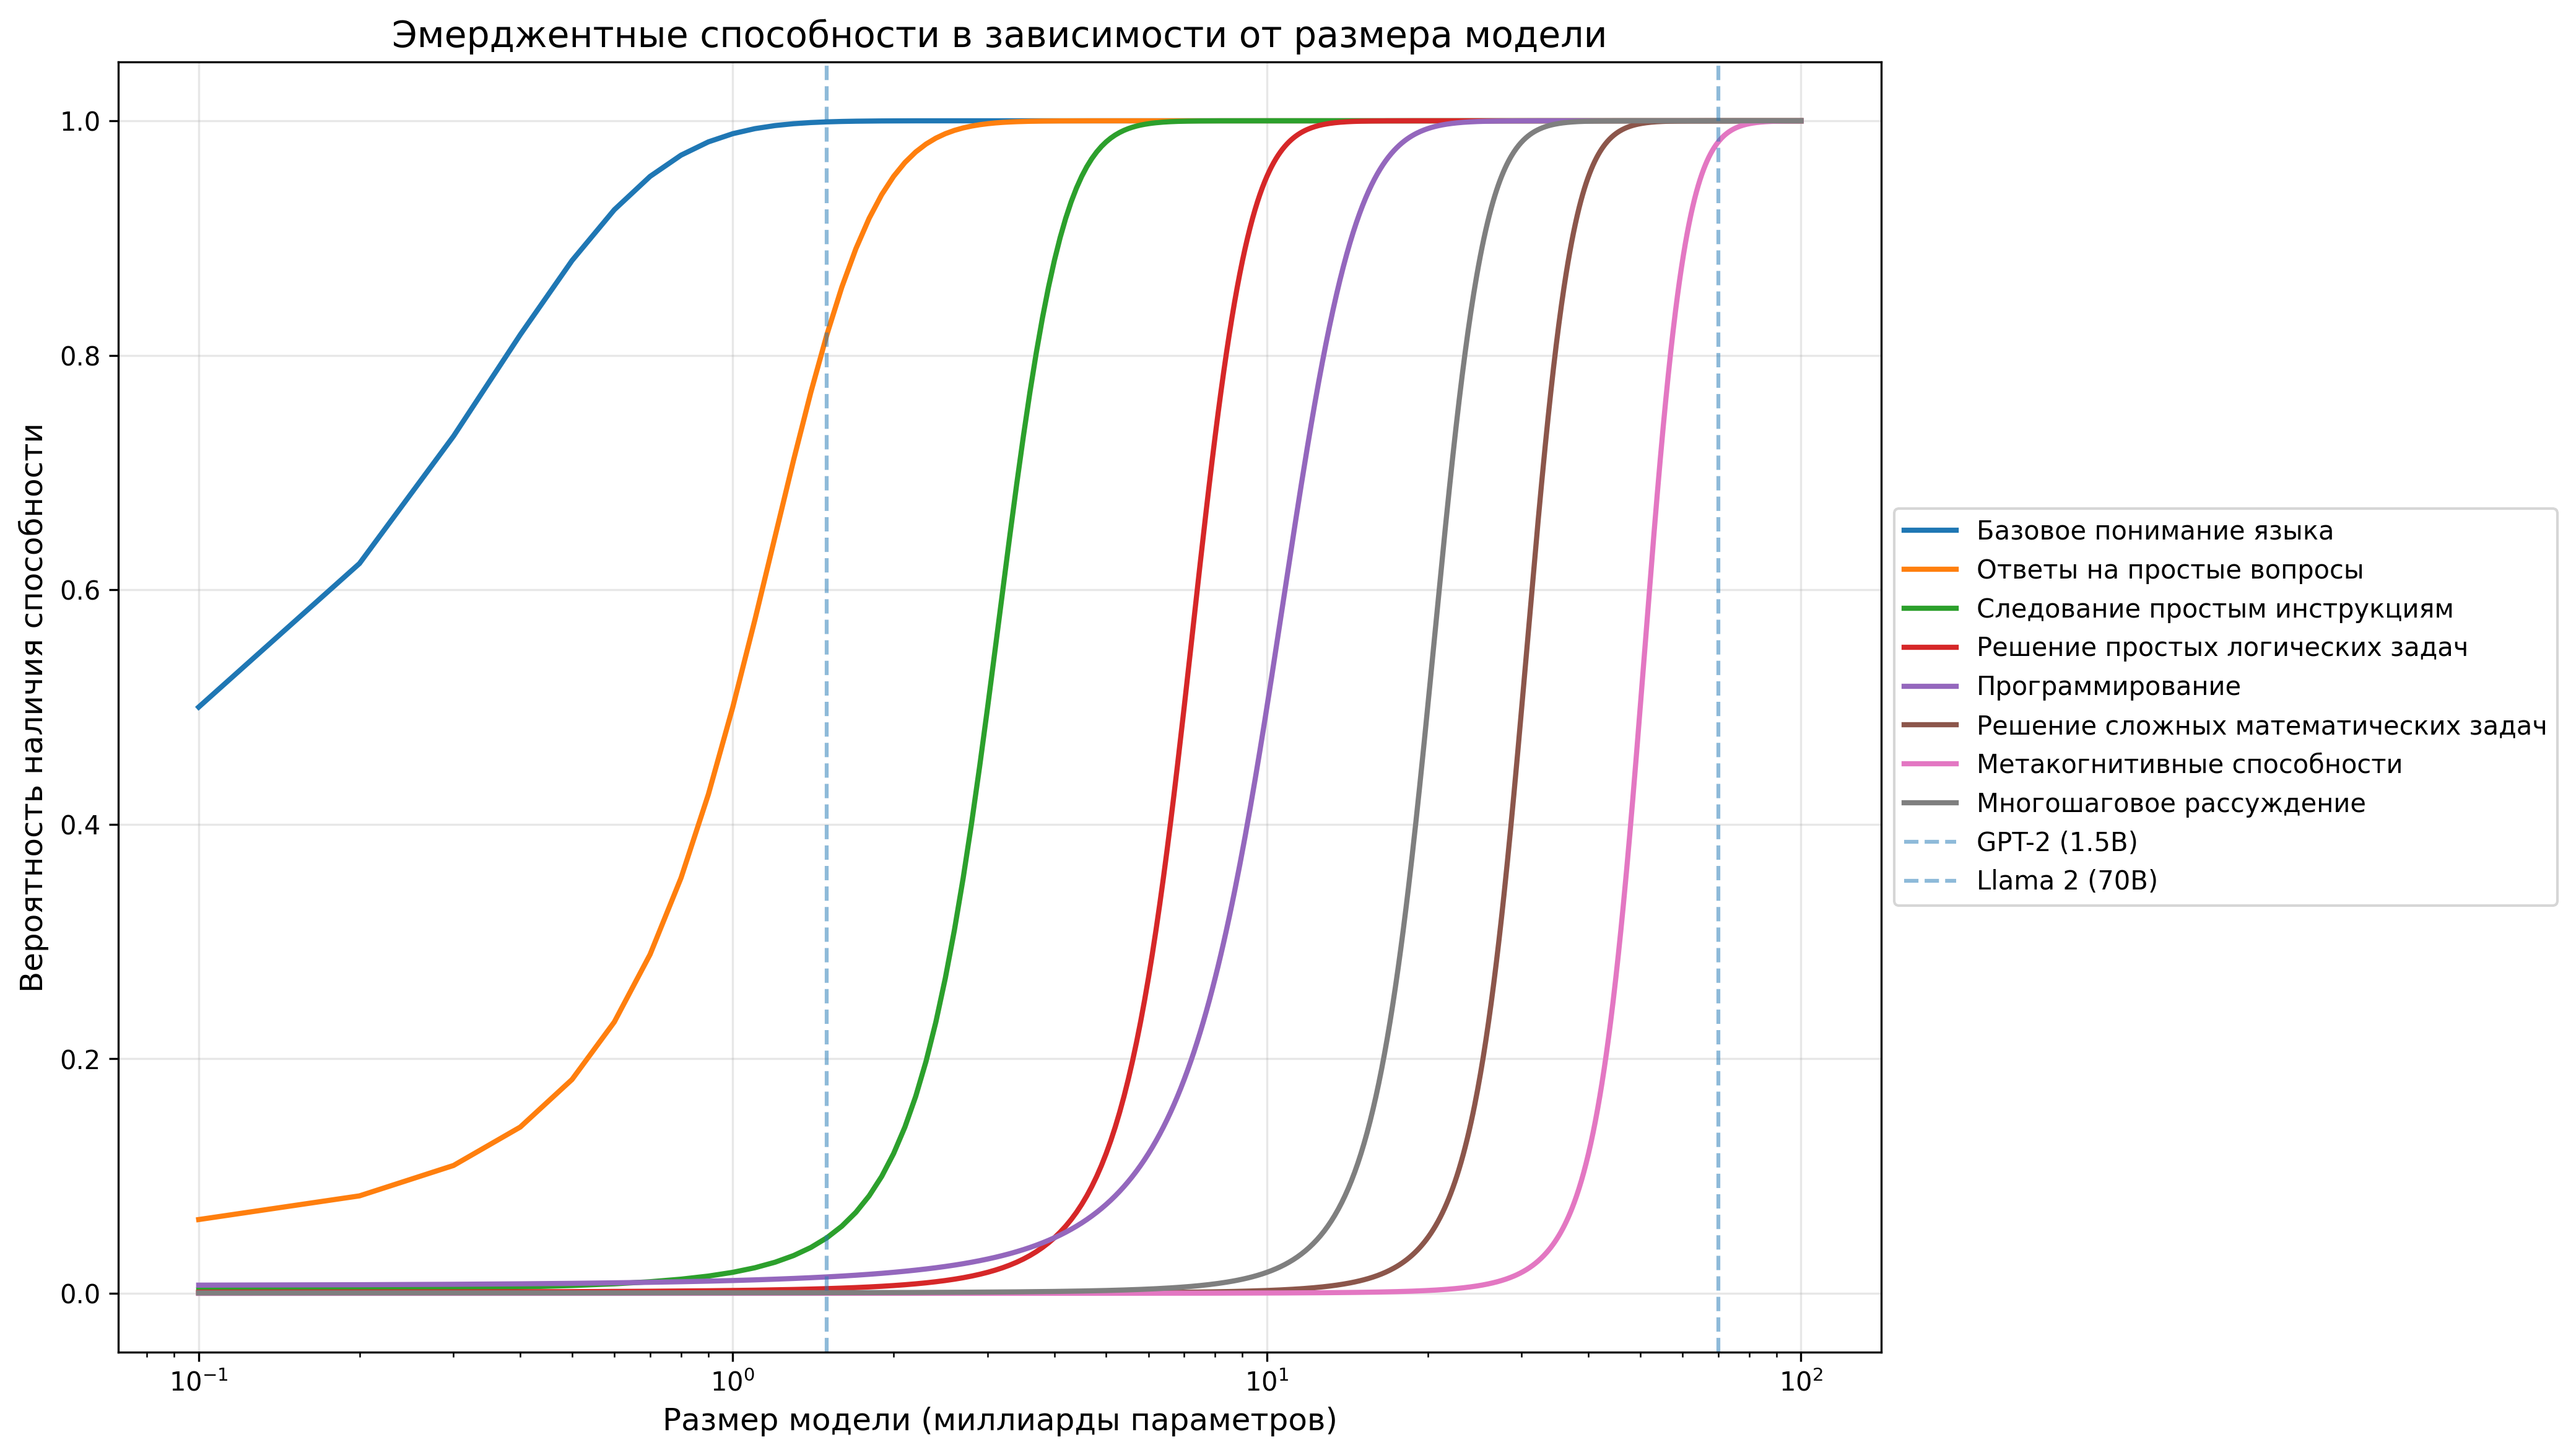 Эмерджентные способности в зависимости от размера модели
Вероятность наличия способности
1.0
0.8
0.6
0.4
0.2
0.0
10⁻¹
10⁰
10¹
10²
Размер модели (миллиарды параметров)
Базовое понимание языка
Ответы на простые вопросы
Следование простым инструкциям
Решение простых логических задач
Программирование
Решение сложных математических задач
Метакогнитивные способности
Многошаговое рассуждение
GPT-2 (1.5B)
Llama 2 (70B)